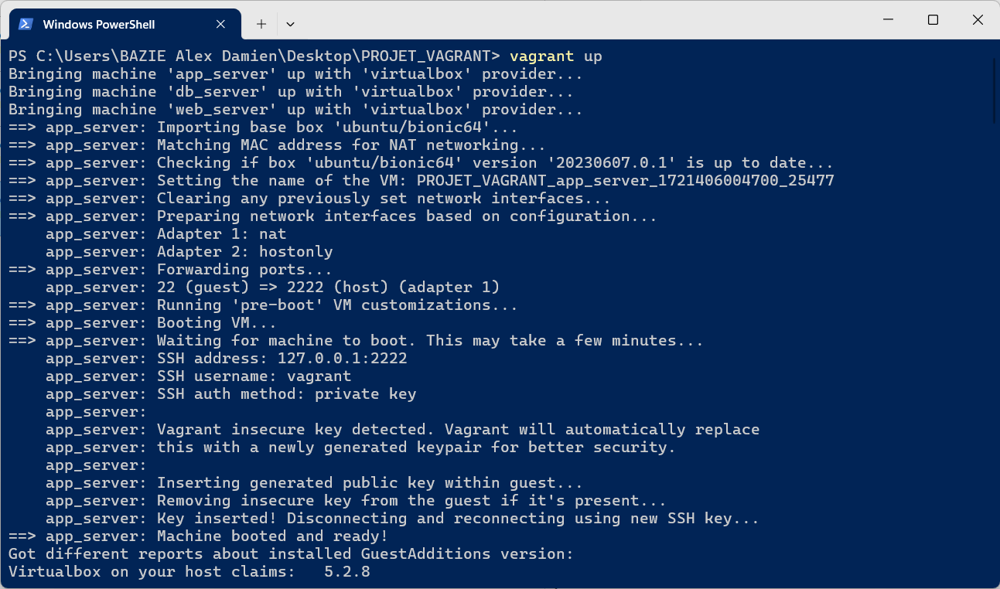 Windows PowerShell
PS C:\Users\BAZIE Alex Damien\Desktop\PROJET_VAGRANT> vagrant up
Bringing machine 'app_server' up with 'virtualbox' provider...
Bringing machine 'db_server' up with 'virtualbox' provider...
Bringing machine 'web_server' up with 'virtualbox' provider...
==> app_server: Importing base box 'ubuntu/bionic64'...
==> app_server: Matching MAC address for NAT networking...
==> app_server: Checking if box 'ubuntu/bionic64' version '20230607.0.1' is up to date...
==> app_server: Setting the name of the VM: PROJET_VAGRANT_app_server_1721406004700_25477
==> app_server: Clearing any previously set network interfaces...
==> app_server: Preparing network interfaces based on configuration...
    app_server: Adapter 1: nat
    app_server: Adapter 2: hostonly
==> app_server: Forwarding ports...
    app_server: 22 (guest) => 2222 (host) (adapter 1)
==> app_server: Running 'pre-boot' VM customizations...
==> app_server: Booting VM...
==> app_server: Waiting for machine to boot. This may take a few minutes...
    app_server: SSH address: 127.0.0.1:2222
    app_server: SSH username: vagrant
    app_server: SSH auth method: private key
    app_server:
    app_server: Vagrant insecure key detected. Vagrant will automatically replace
    app_server: this with a newly generated keypair for better security.
    app_server:
    app_server: Inserting generated public key within guest...
    app_server: Removing insecure key from the guest if it's present...
    app_server: Key inserted! Disconnecting and reconnecting using new SSH key...
==> app_server: Machine booted and ready!
Got different reports about installed GuestAdditions version:
Virtualbox on your host claims:   5.2.8